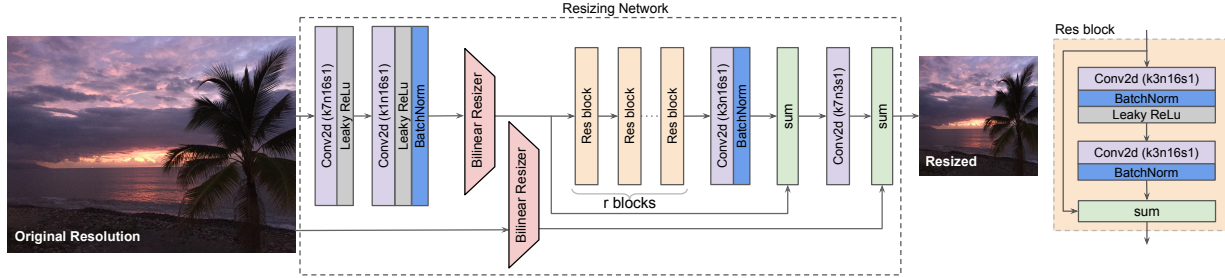 Resizing Network
Original Resolution
Conv2d (k7n16s1)
Leaky ReLu
Conv2d (k1n16s1)
Leaky ReLu
BatchNorm
Bilinear Resizer
Bilinear Resizer
Res block
Res block
...
Res block
r blocks
Conv2d (k3n16s1)
BatchNorm
sum
Conv2d (k7n3s1)
sum
Resized
Res block
Conv2d (k3n16s1)
BatchNorm
Leaky ReLu
Conv2d (k3n16s1)
BatchNorm
sum